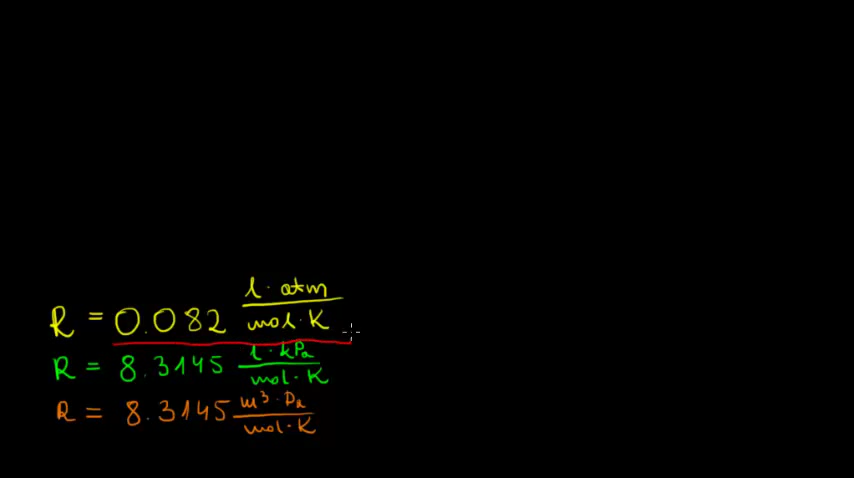 R = 0.082 l · atm / mol · K
R = 8.3145 l · kPa / mol · K
R = 8.3145 m³ · Pa / mol · K